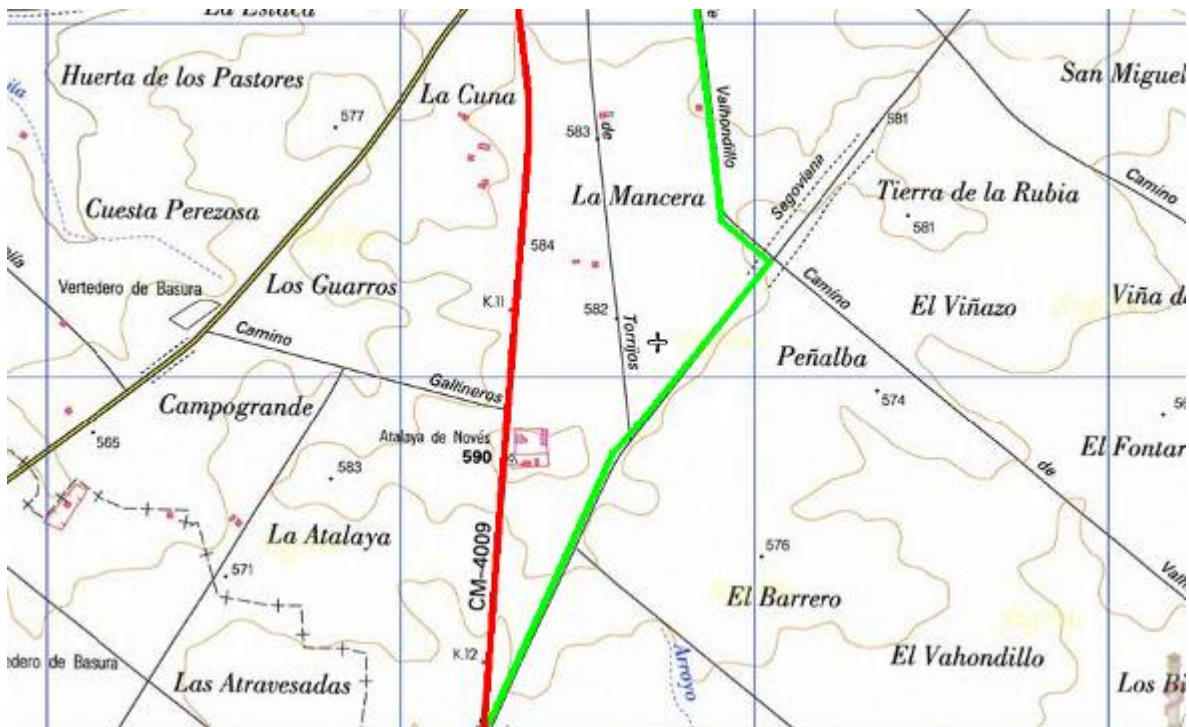 La Estaca
de
Huerta de los Pastores
La Cuna
San Miguel
577
Valhondillo
581
583
de
Segoviana
Camino
La Mancera
Tierra de la Rubia
Cuesta Perezosa
581
584
Vertedero de Basura
Los Guarros
Camino
K.11
582
El Viñazo
Viña de
Camino
Torrijos
Peñalba
Galtineros
Campogrande
574
Atalaya de Novés
590
565
El Fontar
583
de
La Atalaya
CM-4009
576
571
El Barrero
K.12
El Vahondillo
Arroyo
edero de Basura
Las Atravesadas
Los Bi